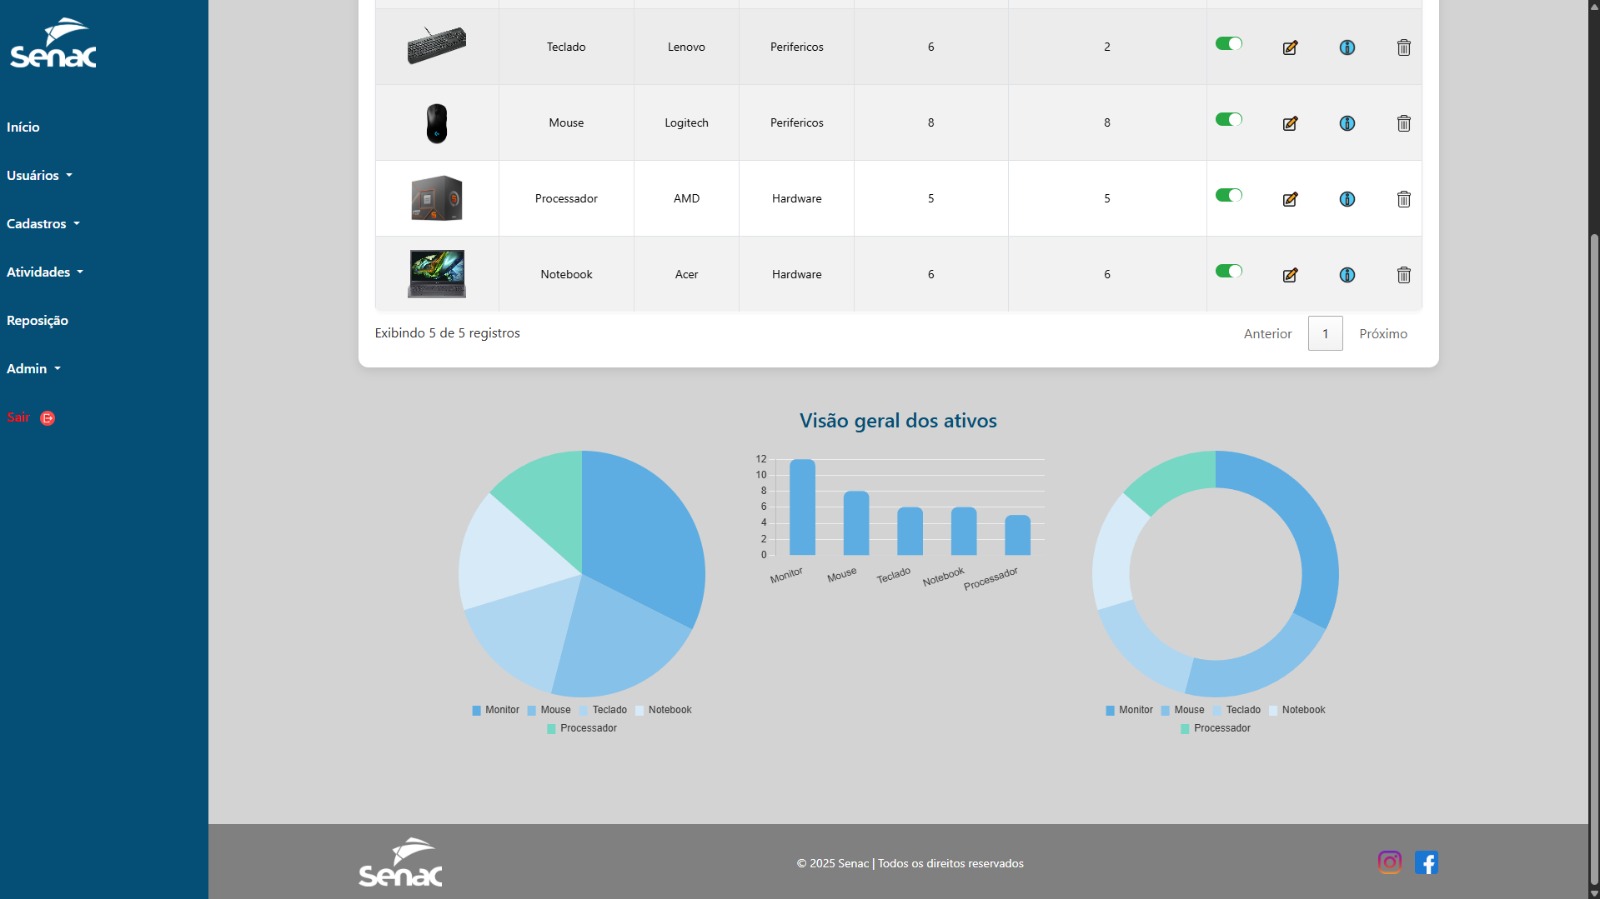 Senac
Início
Usuários
Cadastros
Atividades
Reposição
Admin
Sair
Teclado Lenovo Perifericos 6 2
Mouse Logitech Perifericos 8 8
Processador AMD Hardware 5 5
Notebook Acer Hardware 6 6
Exibindo 5 de 5 registros
Anterior 1 Próximo
Visão geral dos ativos
Monitor Mouse Teclado Notebook
Processador
12
10
8
6
4
2
0
Monitor Mouse Teclado Notebook Processador
Monitor Mouse Teclado Notebook
Processador
Senac
© 2025 Senac | Todos os direitos reservados